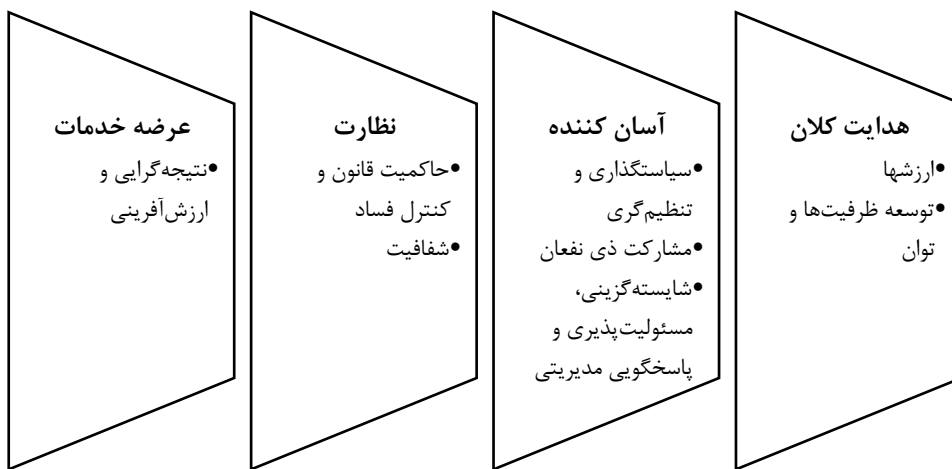 هدایت کلان
•ارزشها
•توسعه ظرفیت‌ها و
توان
آسان کننده
•سیاستگذاری و
تنظیم‌گری
•مشارکت ذی نفعان
•شایسته‌گزینی،
مسئولیت‌پذیری و
پاسخگویی مدیریتی
نظارت
•حاکمیت قانون و
کنترل فساد
•شفافیت
عرضه خدمات
•نتیجه‌گرایی و
ارزش‌آفرینی